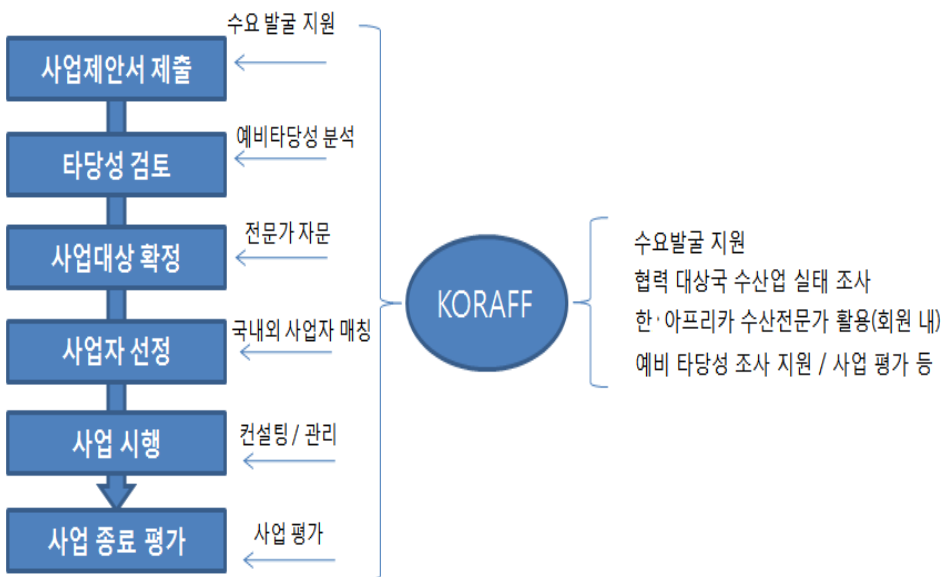 수요 발굴 지원
사업제안서 제출
예비타당성 분석
타당성 검토
전문가 자문
사업대상 확정
국내외 사업자 매칭
사업자 선정
컨설팅 / 관리
사업 시행
사업 평가
사업 종료 평가
KORAFF
수요발굴 지원
협력 대상국 수산업 실태 조사
한·아프리카 수산전문가 활용(회원 내)
예비 타당성 조사 지원 / 사업 평가 등